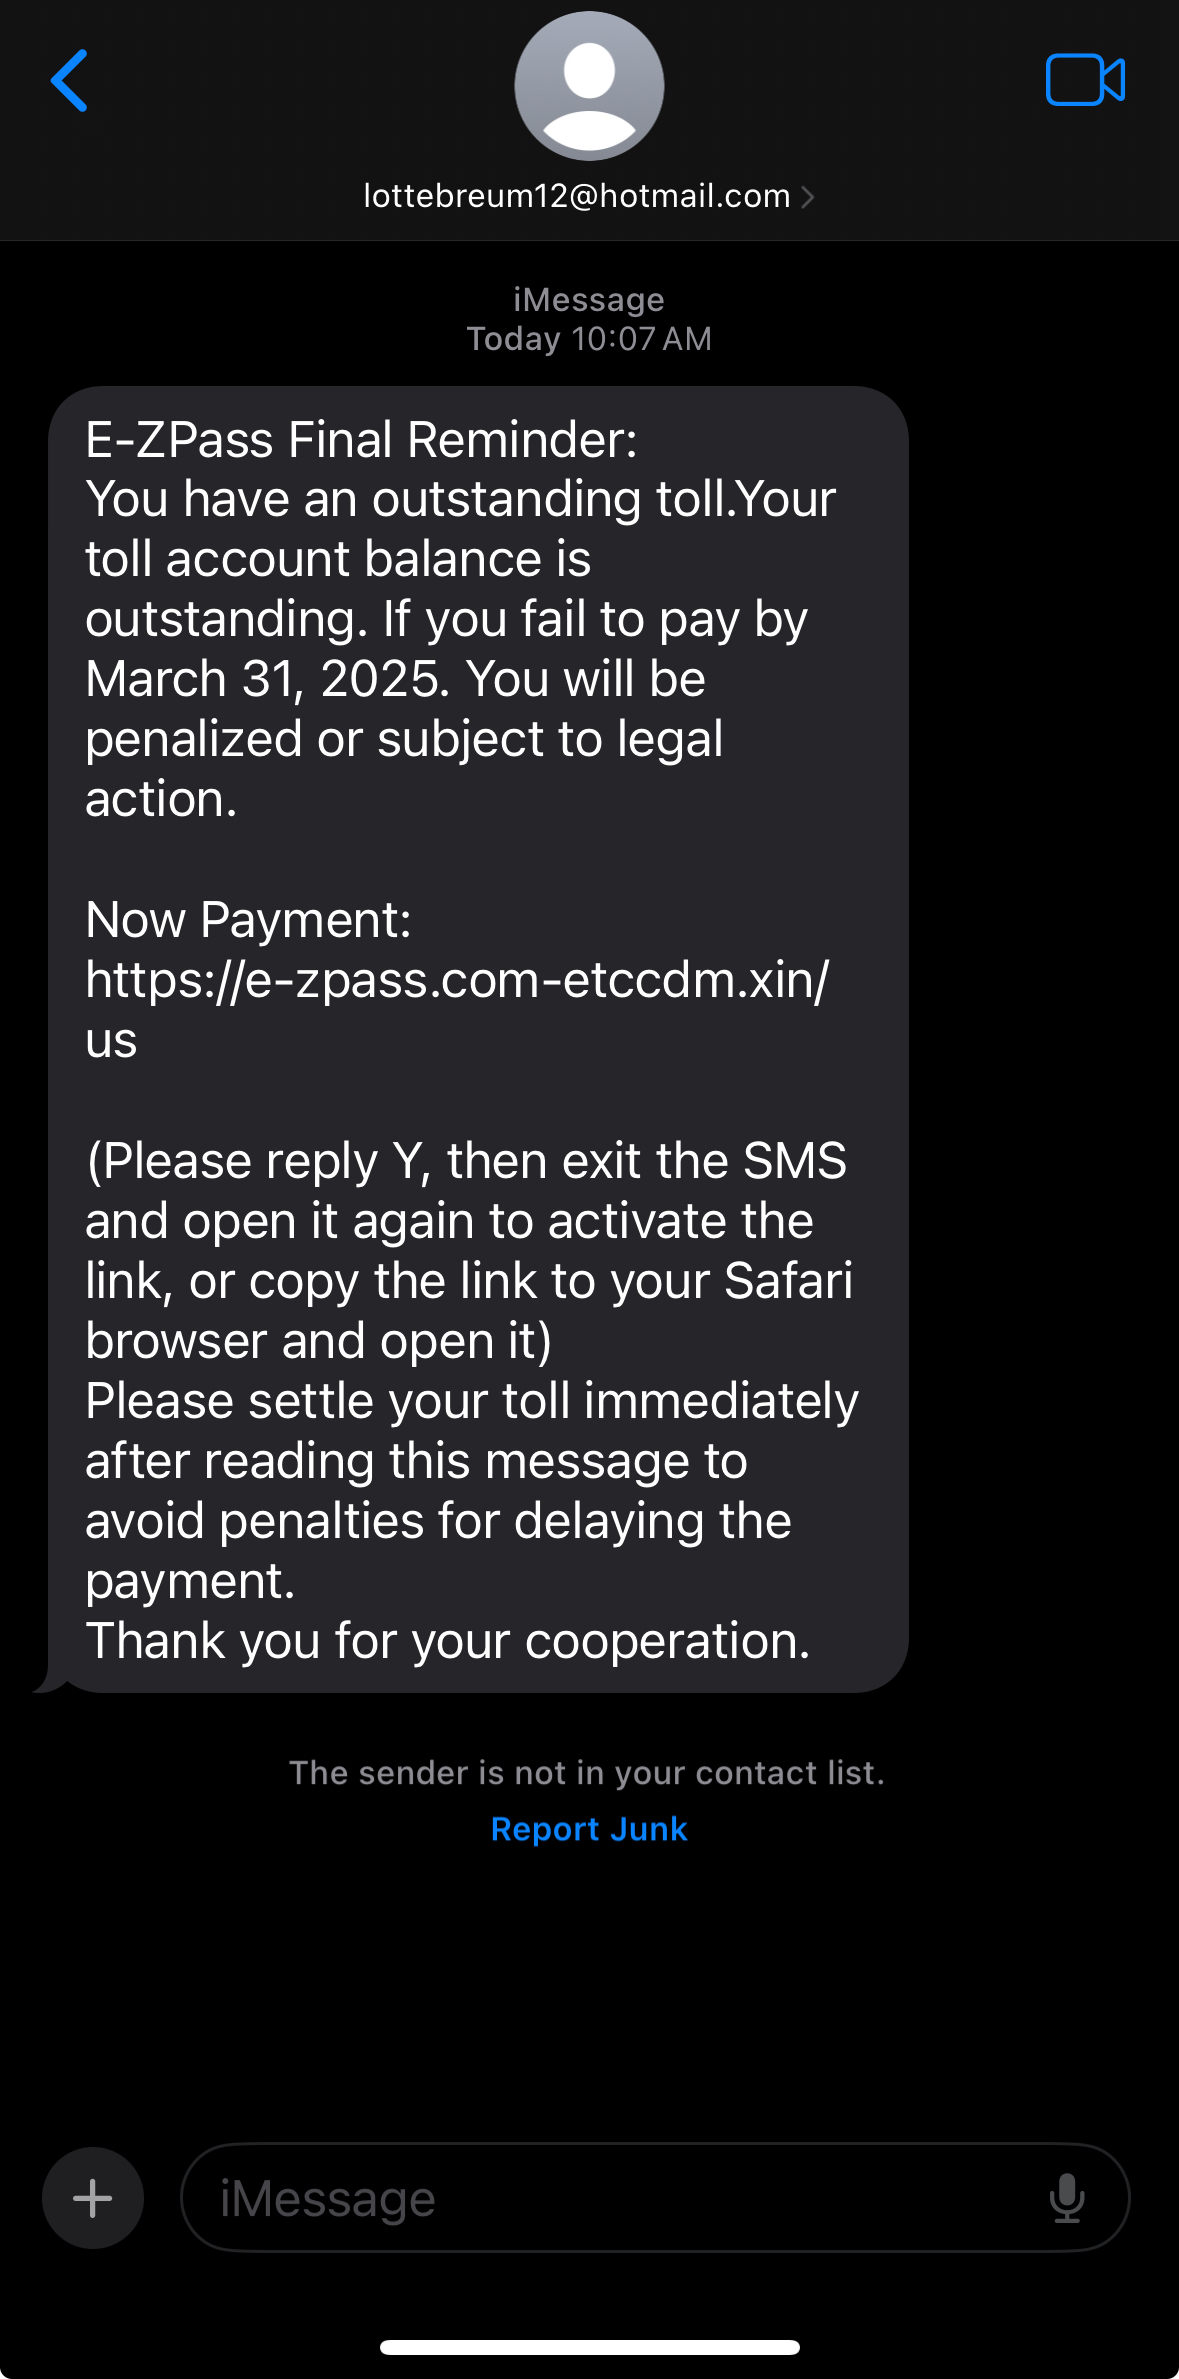 lottebreum12@hotmail.com
iMessage
Today 10:07 AM
E-ZPass Final Reminder:
You have an outstanding toll.Your
toll account balance is
outstanding. If you fail to pay by
March 31, 2025. You will be
penalized or subject to legal
action.
Now Payment:
https://e-zpass.com-etccdm.xin/
us
(Please reply Y, then exit the SMS
and open it again to activate the
link, or copy the link to your Safari
browser and open it)
Please settle your toll immediately
after reading this message to
avoid penalties for delaying the
payment.
Thank you for your cooperation.
The sender is not in your contact list.
Report Junk
iMessage